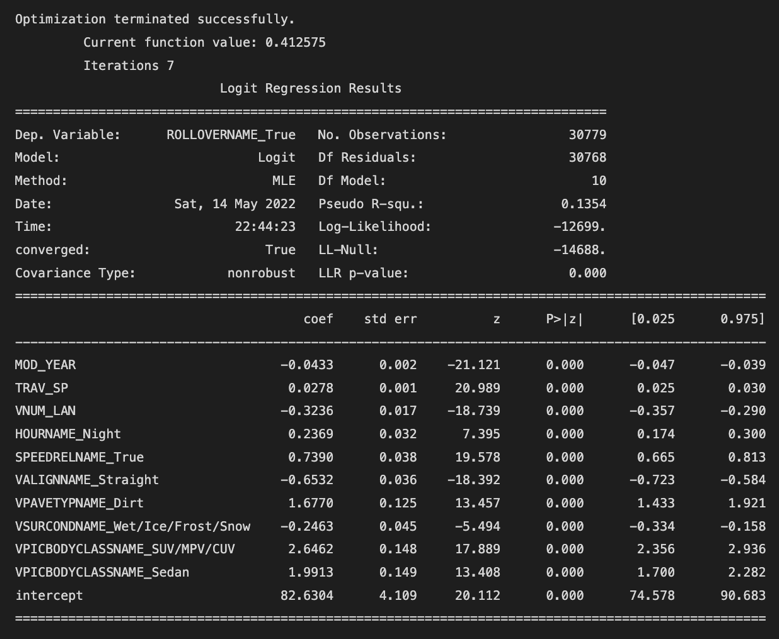 Optimization terminated successfully.
Current function value: 0.412575
Iterations 7
Logit Regression Results
==============================================================================
Dep. Variable: ROLLOVERNAME_True No. Observations: 30779
Model: Logit Df Residuals: 30768
Method: MLE Df Model: 10
Date: Sat, 14 May 2022 Pseudo R-squ.: 0.1354
Time: 22:44:23 Log-Likelihood: -12699.
converged: True LL-Null: -14688.
Covariance Type: nonrobust LLR p-value: 0.000
===================================================================================================
coef std err z P>|z| [0.025 0.975]
---------------------------------------------------------------------------------------------------
MOD_YEAR -0.0433 0.002 -21.121 0.000 -0.047 -0.039
TRAV_SP 0.0278 0.001 20.989 0.000 0.025 0.030
VNUM_LAN -0.3236 0.017 -18.739 0.000 -0.357 -0.290
HOURNAME_Night 0.2369 0.032 7.395 0.000 0.174 0.300
SPEEDRELNAME_True 0.7390 0.038 19.578 0.000 0.665 0.813
VALIGNNAME_Straight -0.6532 0.036 -18.392 0.000 -0.723 -0.584
VPAVETYPNAME_Dirt 1.6770 0.125 13.457 0.000 1.433 1.921
VSURCONDNAME_Wet/Ice/Frost/Snow -0.2463 0.045 -5.494 0.000 -0.334 -0.158
VPICBODYCLASSNAME_SUV/MPV/CUV 2.6462 0.148 17.889 0.000 2.356 2.936
VPICBODYCLASSNAME_Sedan 1.9913 0.149 13.408 0.000 1.700 2.282
intercept 82.6304 4.109 20.112 0.000 74.578 90.683
===================================================================================================